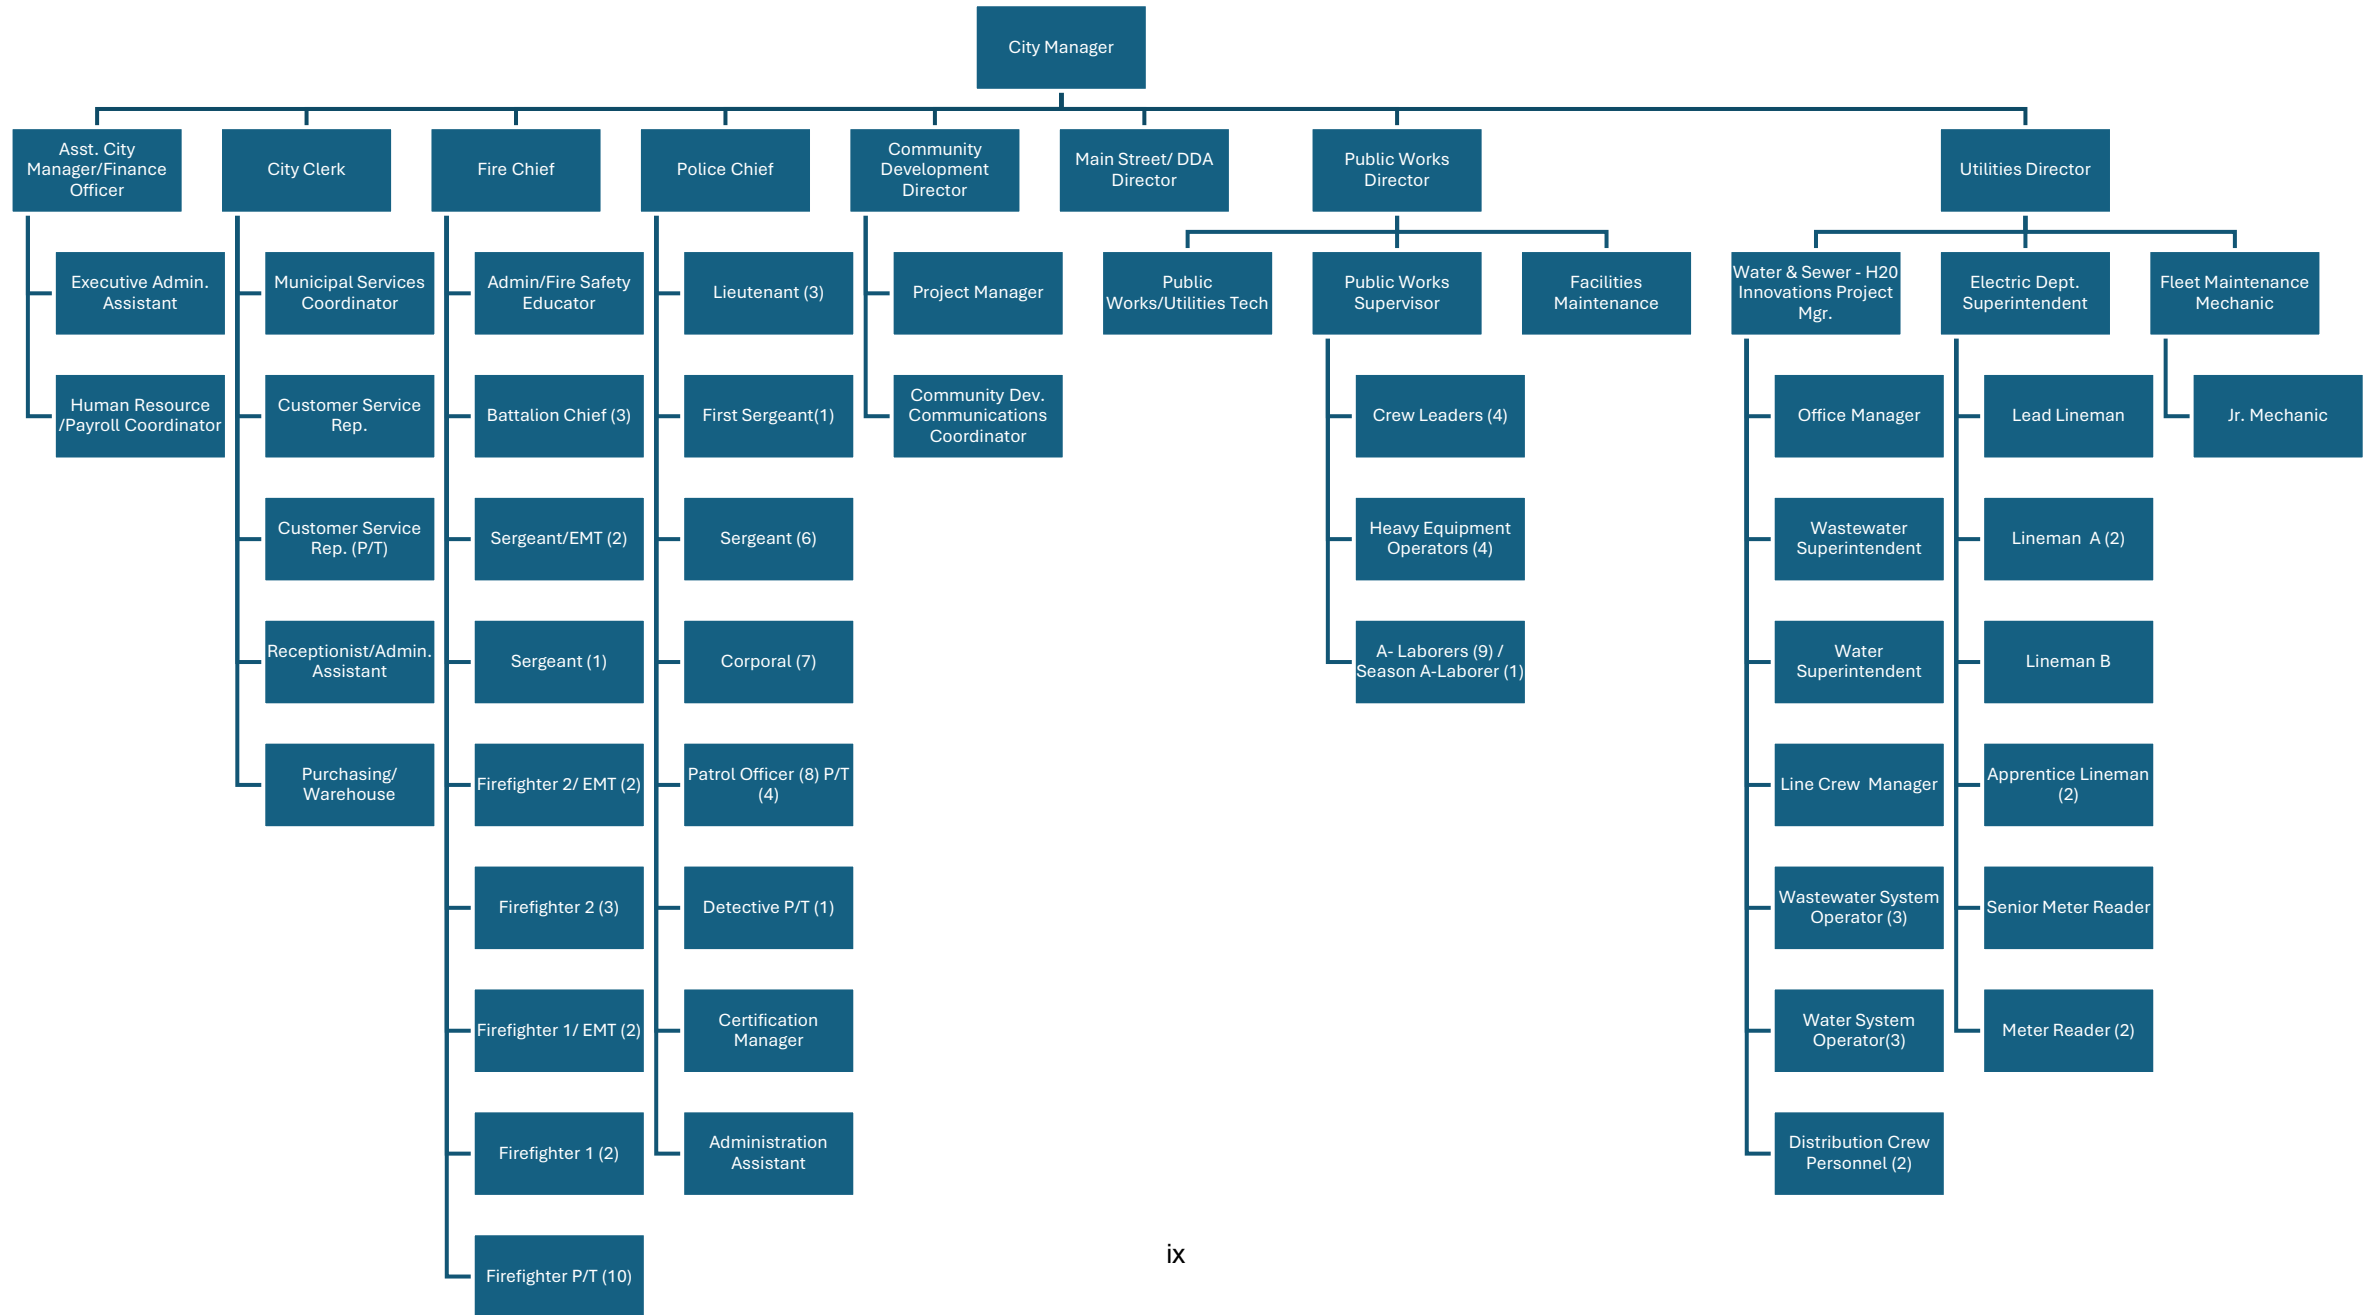 City Manager
Asst. City
Manager/Finance
Officer
City Clerk
Fire Chief
Police Chief
Community
Development
Director
Main Street/ DDA
Director
Public Works
Director
Utilities Director
Executive Admin.
Assistant
Human Resource
/Payroll Coordinator
Municipal Services
Coordinator
Customer Service
Rep.
Customer Service
Rep. (P/T)
Receptionist/Admin.
Assistant
Purchasing/
Warehouse
Admin/Fire Safety
Educator
Battalion Chief (3)
Sergeant/EMT (2)
Sergeant (1)
Firefighter 2/ EMT (2)
Firefighter 2 (3)
Firefighter 1/ EMT (2)
Firefighter 1 (2)
Firefighter P/T (10)
Lieutenant (3)
First Sergeant(1)
Sergeant (6)
Corporal (7)
Patrol Officer (8) P/T
(4)
Detective P/T (1)
Certification
Manager
Administration
Assistant
Project Manager
Community Dev.
Communications
Coordinator
Public
Works/Utilities Tech
Public Works
Supervisor
Facilities
Maintenance
Crew Leaders (4)
Heavy Equipment
Operators (4)
A- Laborers (9) /
Season A-Laborer (1)
Water & Sewer - H20
Innovations Project
Mgr.
Electric Dept.
Superintendent
Fleet Maintenance
Mechanic
Office Manager
Wastewater
Superintendent
Water
Superintendent
Line Crew  Manager
Wastewater System
Operator (3)
Water System
Operator(3)
Distribution Crew
Personnel (2)
Lead Lineman
Lineman  A (2)
Lineman B
Apprentice Lineman
(2)
Senior Meter Reader
Meter Reader (2)
Jr. Mechanic
ix